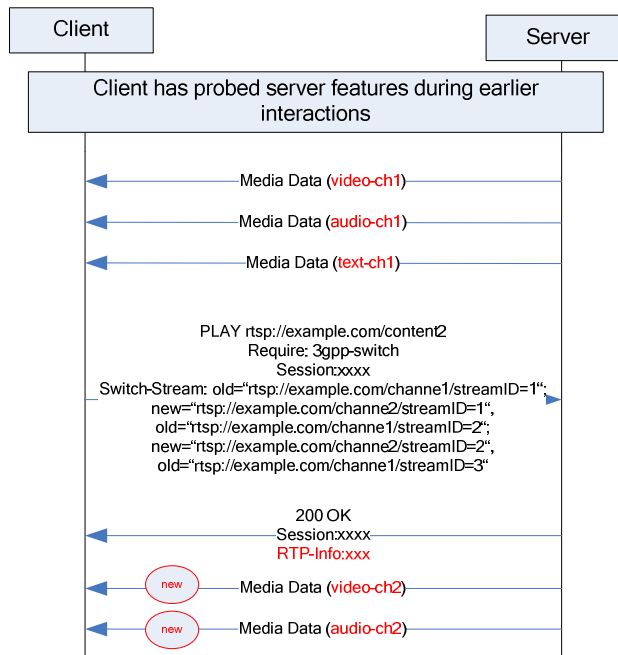 Client
Server
Client has probed server features during earlier
interactions
Media Data (video-ch1)
Media Data (audio-ch1)
Media Data (text-ch1)
PLAY rtsp://example.com/content2
Require: 3gpp-switch
Session:xxxx
Switch-Stream: old=“rtsp://example.com/channe1/streamID=1“;
new=“rtsp://example.com/channe2/streamID=1“,
old=“rtsp://example.com/channe1/streamID=2“;
new=“rtsp://example.com/channe2/streamID=2“,
old=“rtsp://example.com/channe1/streamID=3“
200 OK
Session:xxxx
RTP-Info:xxx
new
Media Data (video-ch2)
new
Media Data (audio-ch2)